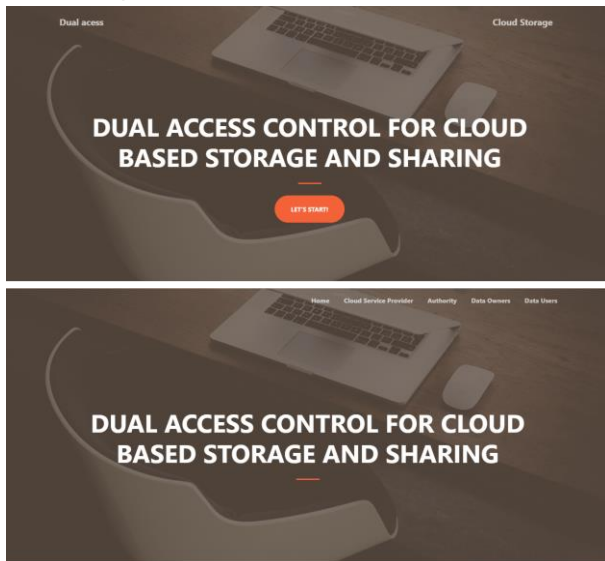 Dual acess Cloud Storage
DUAL ACCESS CONTROL FOR CLOUD
BASED STORAGE AND SHARING
LET'S START!
Home Cloud Service Provider Authority Data Owners Data Users
DUAL ACCESS CONTROL FOR CLOUD
BASED STORAGE AND SHARING